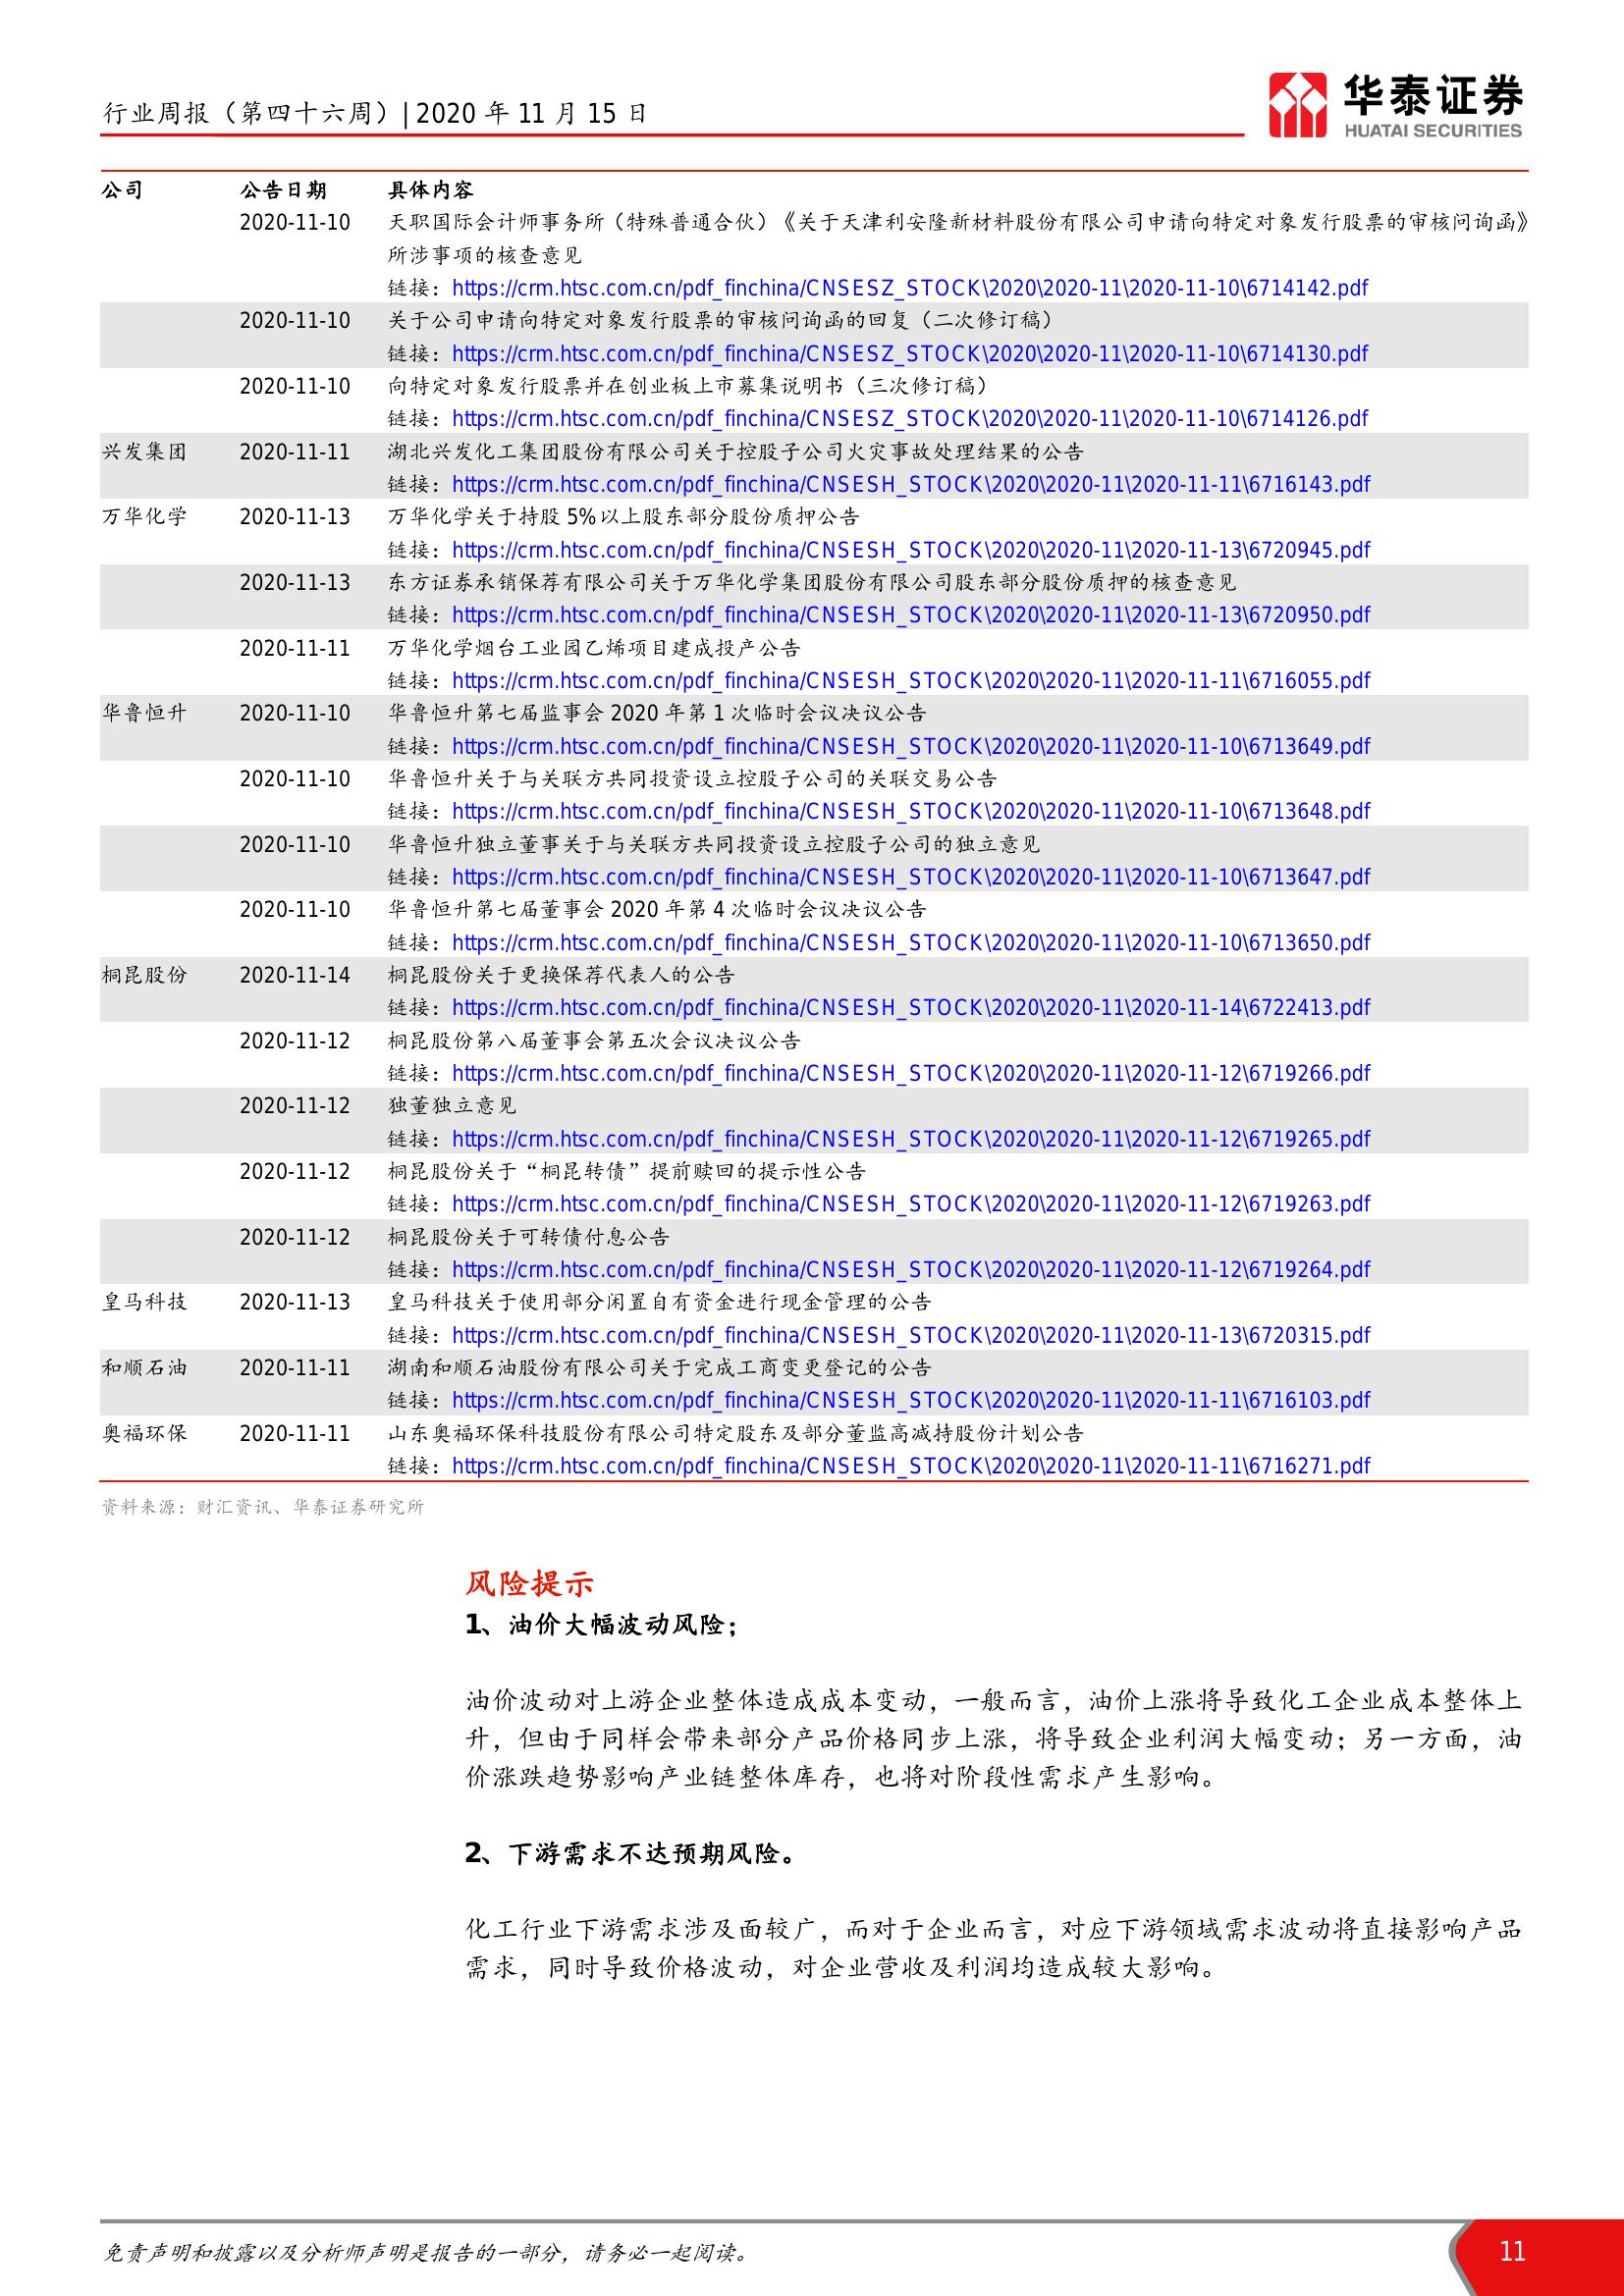 行业周报（第四十六周）| 2020 年 11 月 15 日
华泰证券
HUATAI SECURITIES
公司 公告日期 具体内容
2020-11-10 天职国际会计师事务所（特殊普通合伙）《关于天津利安隆新材料股份有限公司申请向特定对象发行股票的审核问询函》
所涉事项的核查意见
链接：https://crm.htsc.com.cn/pdf_finchina/CNSESZ_STOCK\2020\2020-11\2020-11-10\6714142.pdf
2020-11-10 关于公司申请向特定对象发行股票的审核问询函的回复（二次修订稿）
链接：https://crm.htsc.com.cn/pdf_finchina/CNSESZ_STOCK\2020\2020-11\2020-11-10\6714130.pdf
2020-11-10 向特定对象发行股票并在创业板上市募集说明书（三次修订稿）
链接：https://crm.htsc.com.cn/pdf_finchina/CNSESZ_STOCK\2020\2020-11\2020-11-10\6714126.pdf
兴发集团 2020-11-11 湖北兴发化工集团股份有限公司关于控股子公司火灾事故处理结果的公告
链接：https://crm.htsc.com.cn/pdf_finchina/CNSESH_STOCK\2020\2020-11\2020-11-11\6716143.pdf
万华化学 2020-11-13 万华化学关于持股 5%以上股东部分股份质押公告
链接：https://crm.htsc.com.cn/pdf_finchina/CNSESH_STOCK\2020\2020-11\2020-11-13\6720945.pdf
2020-11-13 东方证券承销保荐有限公司关于万华化学集团股份有限公司股东部分股份质押的核查意见
链接：https://crm.htsc.com.cn/pdf_finchina/CNSESH_STOCK\2020\2020-11\2020-11-13\6720950.pdf
2020-11-11 万华化学烟台工业园乙烯项目建成投产公告
链接：https://crm.htsc.com.cn/pdf_finchina/CNSESH_STOCK\2020\2020-11\2020-11-11\6716055.pdf
华鲁恒升 2020-11-10 华鲁恒升第七届监事会 2020 年第 1 次临时会议决议公告
链接：https://crm.htsc.com.cn/pdf_finchina/CNSESH_STOCK\2020\2020-11\2020-11-10\6713649.pdf
2020-11-10 华鲁恒升关于与关联方共同投资设立控股子公司的关联交易公告
链接：https://crm.htsc.com.cn/pdf_finchina/CNSESH_STOCK\2020\2020-11\2020-11-10\6713648.pdf
2020-11-10 华鲁恒升独立董事关于与关联方共同投资设立控股子公司的独立意见
链接：https://crm.htsc.com.cn/pdf_finchina/CNSESH_STOCK\2020\2020-11\2020-11-10\6713647.pdf
2020-11-10 华鲁恒升第七届董事会 2020 年第 4 次临时会议决议公告
链接：https://crm.htsc.com.cn/pdf_finchina/CNSESH_STOCK\2020\2020-11\2020-11-10\6713650.pdf
桐昆股份 2020-11-14 桐昆股份关于更换保荐代表人的公告
链接：https://crm.htsc.com.cn/pdf_finchina/CNSESH_STOCK\2020\2020-11\2020-11-14\6722413.pdf
2020-11-12 桐昆股份第八届董事会第五次会议决议公告
链接：https://crm.htsc.com.cn/pdf_finchina/CNSESH_STOCK\2020\2020-11\2020-11-12\6719266.pdf
2020-11-12 独董独立意见
链接：https://crm.htsc.com.cn/pdf_finchina/CNSESH_STOCK\2020\2020-11\2020-11-12\6719265.pdf
2020-11-12 桐昆股份关于“桐昆转债”提前赎回的提示性公告
链接：https://crm.htsc.com.cn/pdf_finchina/CNSESH_STOCK\2020\2020-11\2020-11-12\6719263.pdf
2020-11-12 桐昆股份关于可转债付息公告
链接：https://crm.htsc.com.cn/pdf_finchina/CNSESH_STOCK\2020\2020-11\2020-11-12\6719264.pdf
皇马科技 2020-11-13 皇马科技关于使用部分闲置自有资金进行现金管理的公告
链接：https://crm.htsc.com.cn/pdf_finchina/CNSESH_STOCK\2020\2020-11\2020-11-13\6720315.pdf
和顺石油 2020-11-11 湖南和顺石油股份有限公司关于完成工商变更登记的公告
链接：https://crm.htsc.com.cn/pdf_finchina/CNSESH_STOCK\2020\2020-11\2020-11-11\6716103.pdf
奥福环保 2020-11-11 山东奥福环保科技股份有限公司特定股东及部分董监高减持股份计划公告
链接：https://crm.htsc.com.cn/pdf_finchina/CNSESH_STOCK\2020\2020-11\2020-11-11\6716271.pdf
资料来源：财汇资讯、华泰证券研究所
风险提示
1、油价大幅波动风险；
油价波动对上游企业整体造成成本变动，一般而言，油价上涨将导致化工企业成本整体上
升，但由于同样会带来部分产品价格同步上涨，将导致企业利润大幅变动；另一方面，油
价涨跌趋势影响产业链整体库存，也将对阶段性需求产生影响。
2、下游需求不达预期风险。
化工行业下游需求涉及面较广，而对于企业而言，对应下游领域需求波动将直接影响产品
需求，同时导致价格波动，对企业营收及利润均造成较大影响。
免责声明和披露以及分析师声明是报告的一部分，请务必一起阅读。
11